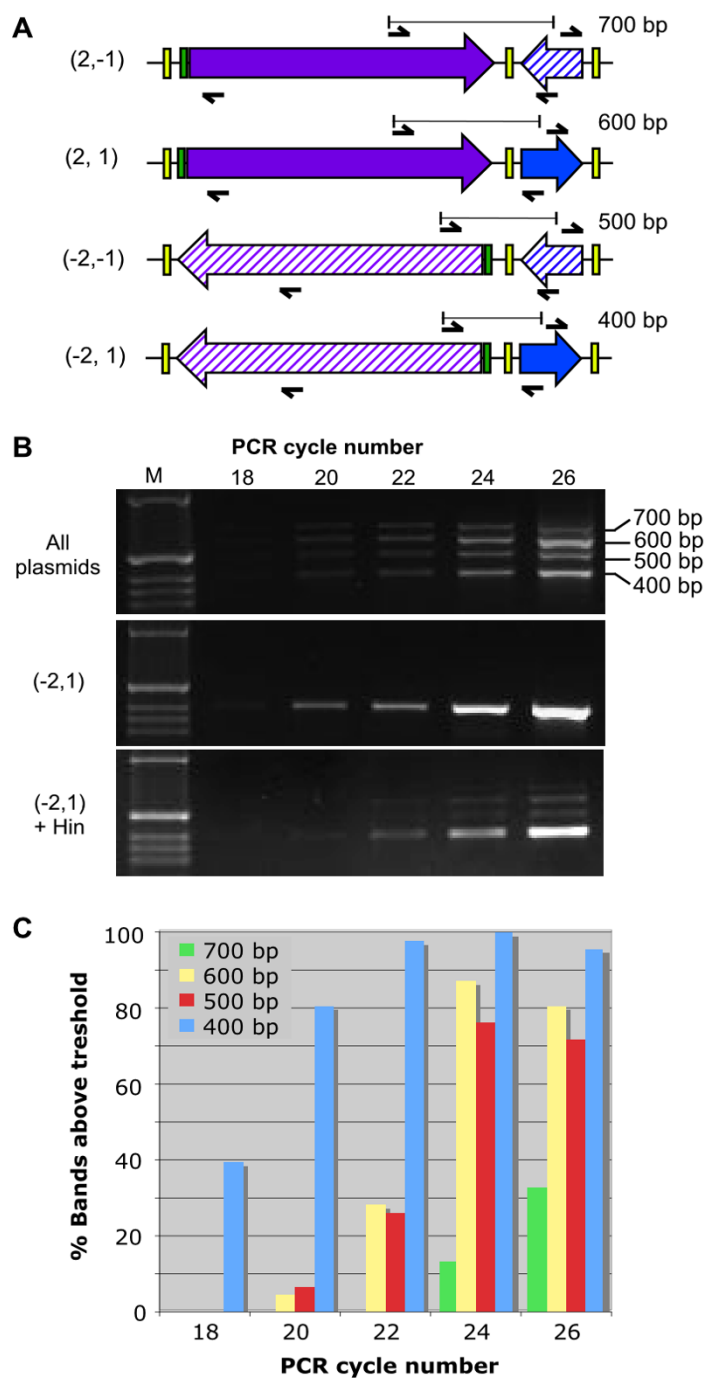 A
(2,-1)
700 bp
(2, 1)
600 bp
(-2,-1)
500 bp
(-2, 1)
400 bp
B
PCR cycle number
M 18 20 22 24 26
All
plasmids
700 bp
600 bp
500 bp
400 bp
(-2,1)
(-2,1)
+ Hin
C
% Bands above treshold
100
80
60
40
20
0
700 bp
600 bp
500 bp
400 bp
18 20 22 24 26
PCR cycle number